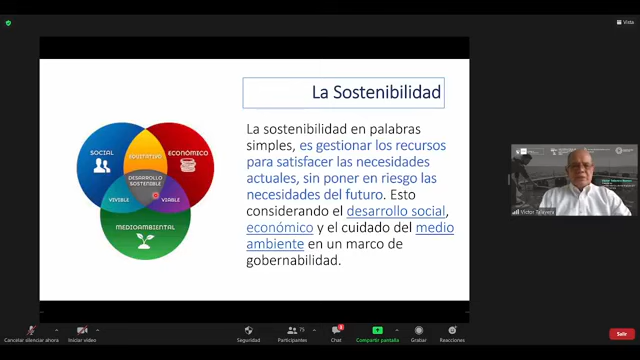 Vista
La Sostenibilidad
La sostenibilidad en palabras
simples, es gestionar los recursos
para satisfacer las necesidades
actuales, sin poner en riesgo las
necesidades del futuro. Esto
considerando el desarrollo social,
económico y el cuidado del medio
ambiente en un marco de
gobernabilidad.
SOCIAL
EQUITATIVO
ECONÓMICO
DESARROLLO
SOSTENIBLE
VIVIBLE
VIABLE
MEDIOAMBIENTAL
Victor Talavera
Cancelar silenciar ahora
Iniciar video
Seguridad
Participantes
75
Chat
Compartir pantalla
Grabar
Reacciones
Salir